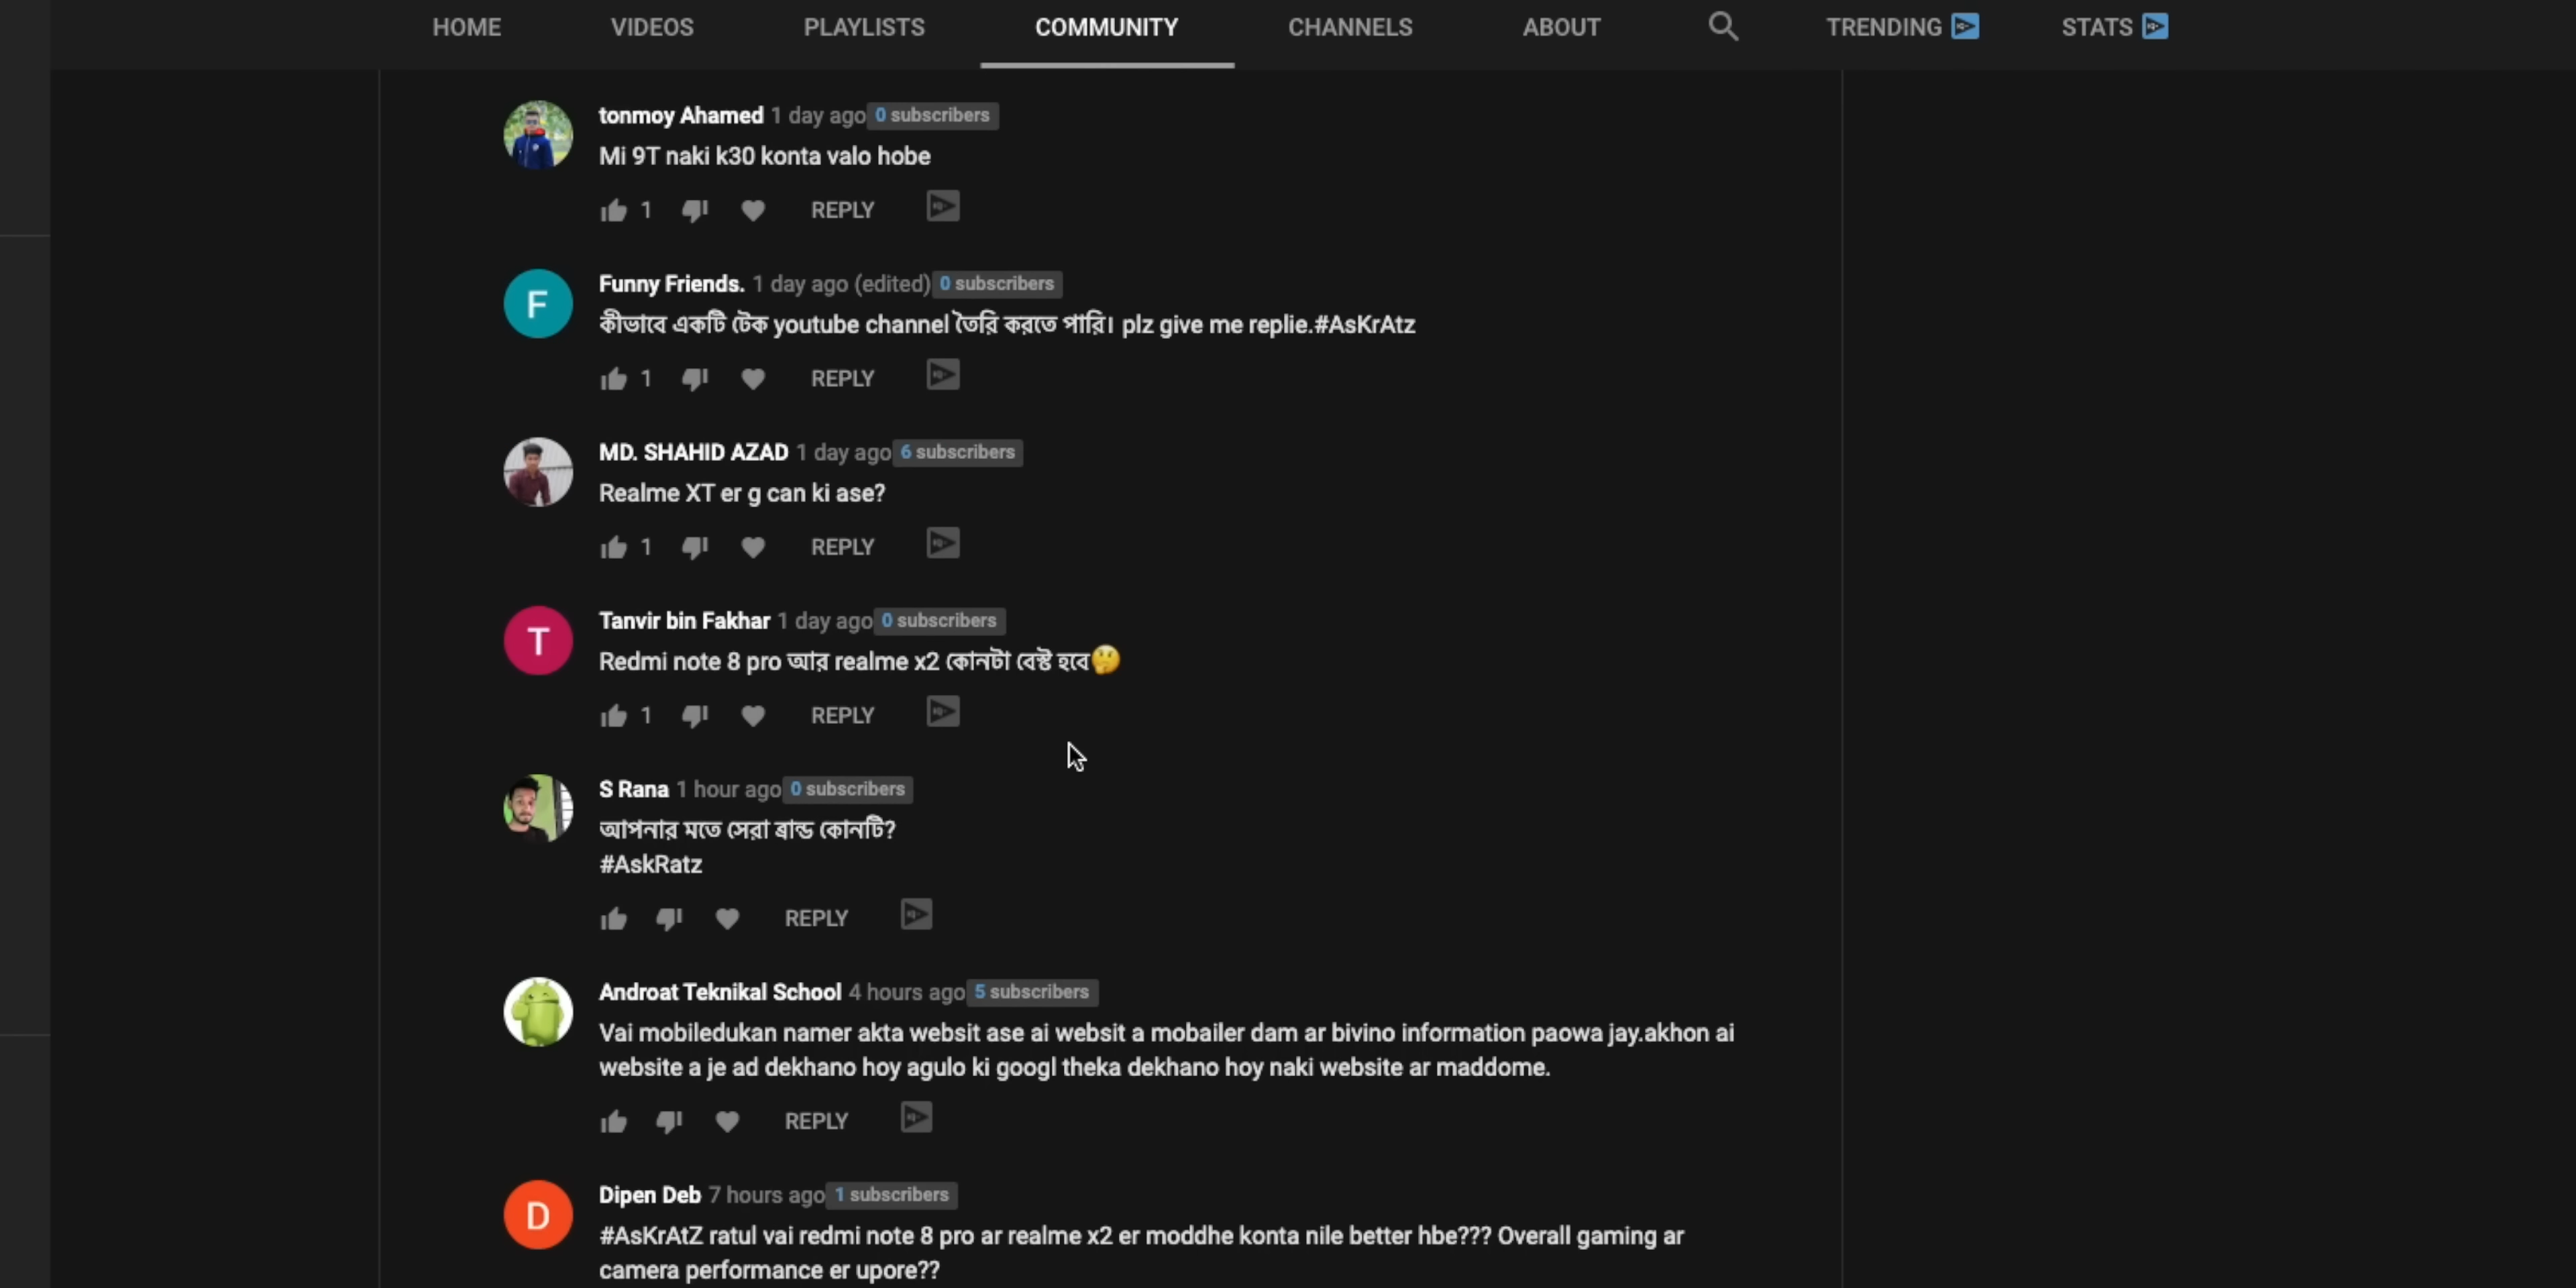 HOME VIDEOS PLAYLISTS COMMUNITY CHANNELS ABOUT TRENDING STATS
tonmoy Ahamed 1 day ago 0 subscribers
Mi 9T naki k30 konta valo hobe
1 REPLY
F
Funny Friends. 1 day ago (edited) 0 subscribers
কীভাবে একটি টেক youtube channel তৈরি করতে পারি। plz give me replie.#AsKrAtz
1 REPLY
MD. SHAHID AZAD 1 day ago 6 subscribers
Realme XT er g can ki ase?
1 REPLY
T
Tanvir bin Fakhar 1 day ago 0 subscribers
Redmi note 8 pro আর realme x2 কোনটা বেস্ট হবে🤔
1 REPLY
S Rana 1 hour ago 0 subscribers
আপনার মতে সেরা ব্রান্ড কোনটি?
#AskRatz
REPLY
Androat Teknikal School 4 hours ago 5 subscribers
Vai mobiledukan namer akta websit ase ai websit a mobailer dam ar bivino information paowa jay.akhon ai
website a je ad dekhano hoy agulo ki googl theka dekhano hoy naki website ar maddome.
REPLY
D
Dipen Deb 7 hours ago 1 subscribers
#AsKrAtZ ratul vai redmi note 8 pro ar realme x2 er moddhe konta nile better hbe??? Overall gaming ar
camera performance er upore??